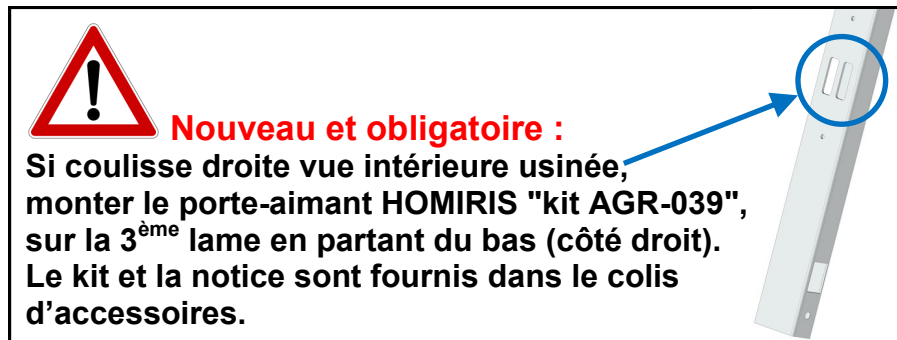 Nouveau et obligatoire :
Si coulisse droite vue intérieure usinée,
monter le porte-aimant HOMIRIS "kit AGR-039",
sur la 3ème lame en partant du bas (côté droit).
Le kit et la notice sont fournis dans le colis
d’accessoires.